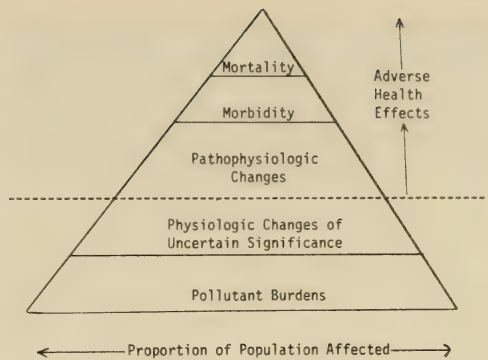 Mortality
Morbidity
Pathophysiologic
Changes
Adverse
Health
Effects
Physiologic Changes of
Uncertain Significance
Pollutant Burdens
Proportion of Population Affected